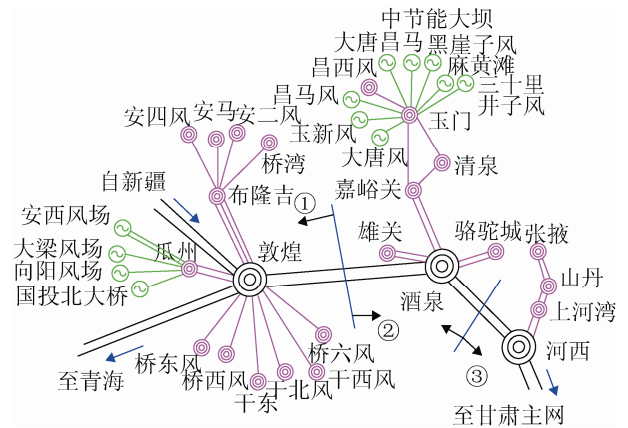 中节能大坝
大唐昌马
黑崖子风
昌西风
麻黄滩
三十里
井子风
昌马风
玉门
玉新风
大唐风
安四风
安马
安二风
桥湾
清泉
自新疆
布隆吉
嘉峪关
①
安西风场
瓜州
敦煌
雄关
骆驼城
张掖
大梁风场
向阳风场
国投北大桥
山丹
酒泉
上河湾
②
桥六风
③
河西
至青海
桥东风
桥西风
干东
干北风
干西风
至甘肃主网